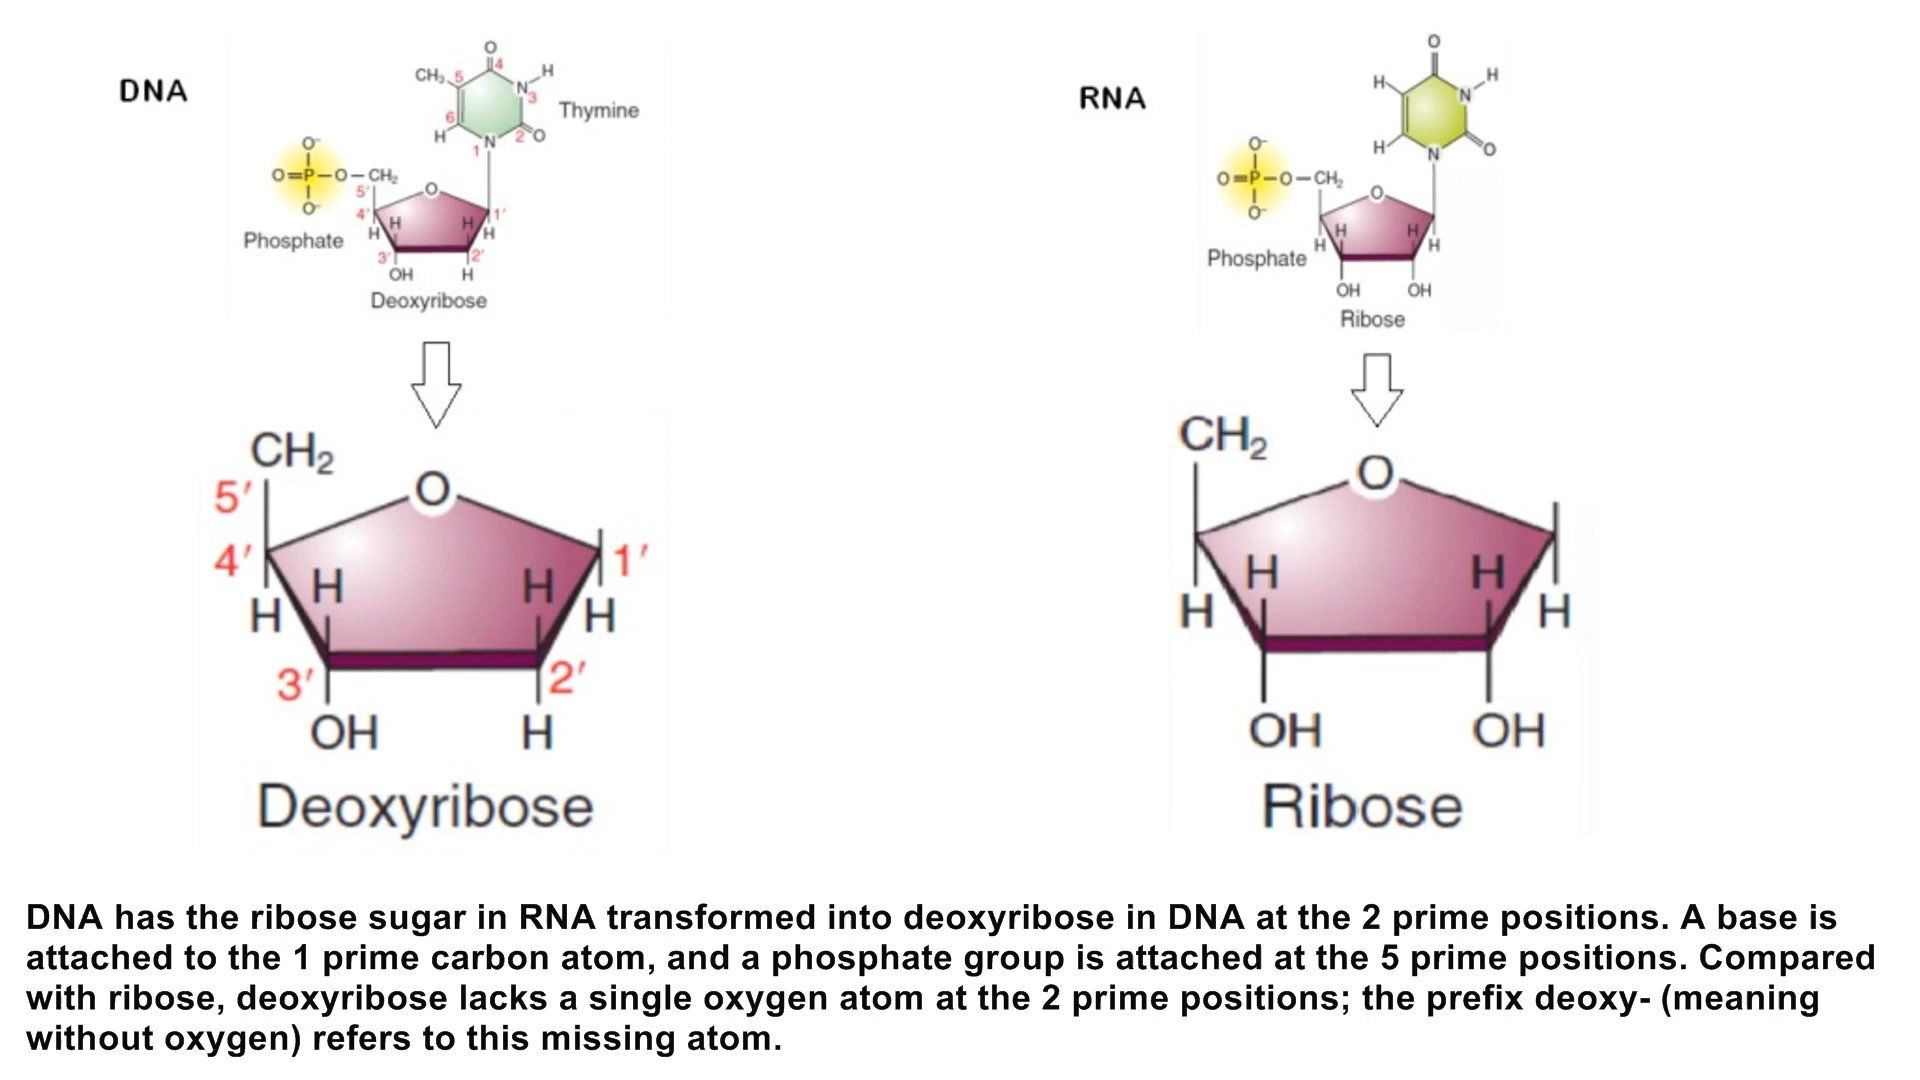 DNA
O
CH3 5 4 N H
3
Thymine
6
H N 2 O
1
O-
O=P-O-CH2
O-
5'
4' O 1'
H H H H
3' 2'
OH H
Phosphate
Deoxyribose
RNA
O
H N H
H N O
O-
O=P-O-CH2
O-
O
H H H H
Phosphate
OH OH
Ribose
CH2
5'
O
4' 1'
H H H H
3' 2'
OH H
Deoxyribose
CH2
O
H H H H
OH OH
Ribose
DNA has the ribose sugar in RNA transformed into deoxyribose in DNA at the 2 prime positions. A base is
attached to the 1 prime carbon atom, and a phosphate group is attached at the 5 prime positions. Compared
with ribose, deoxyribose lacks a single oxygen atom at the 2 prime positions; the prefix deoxy- (meaning
without oxygen) refers to this missing atom.